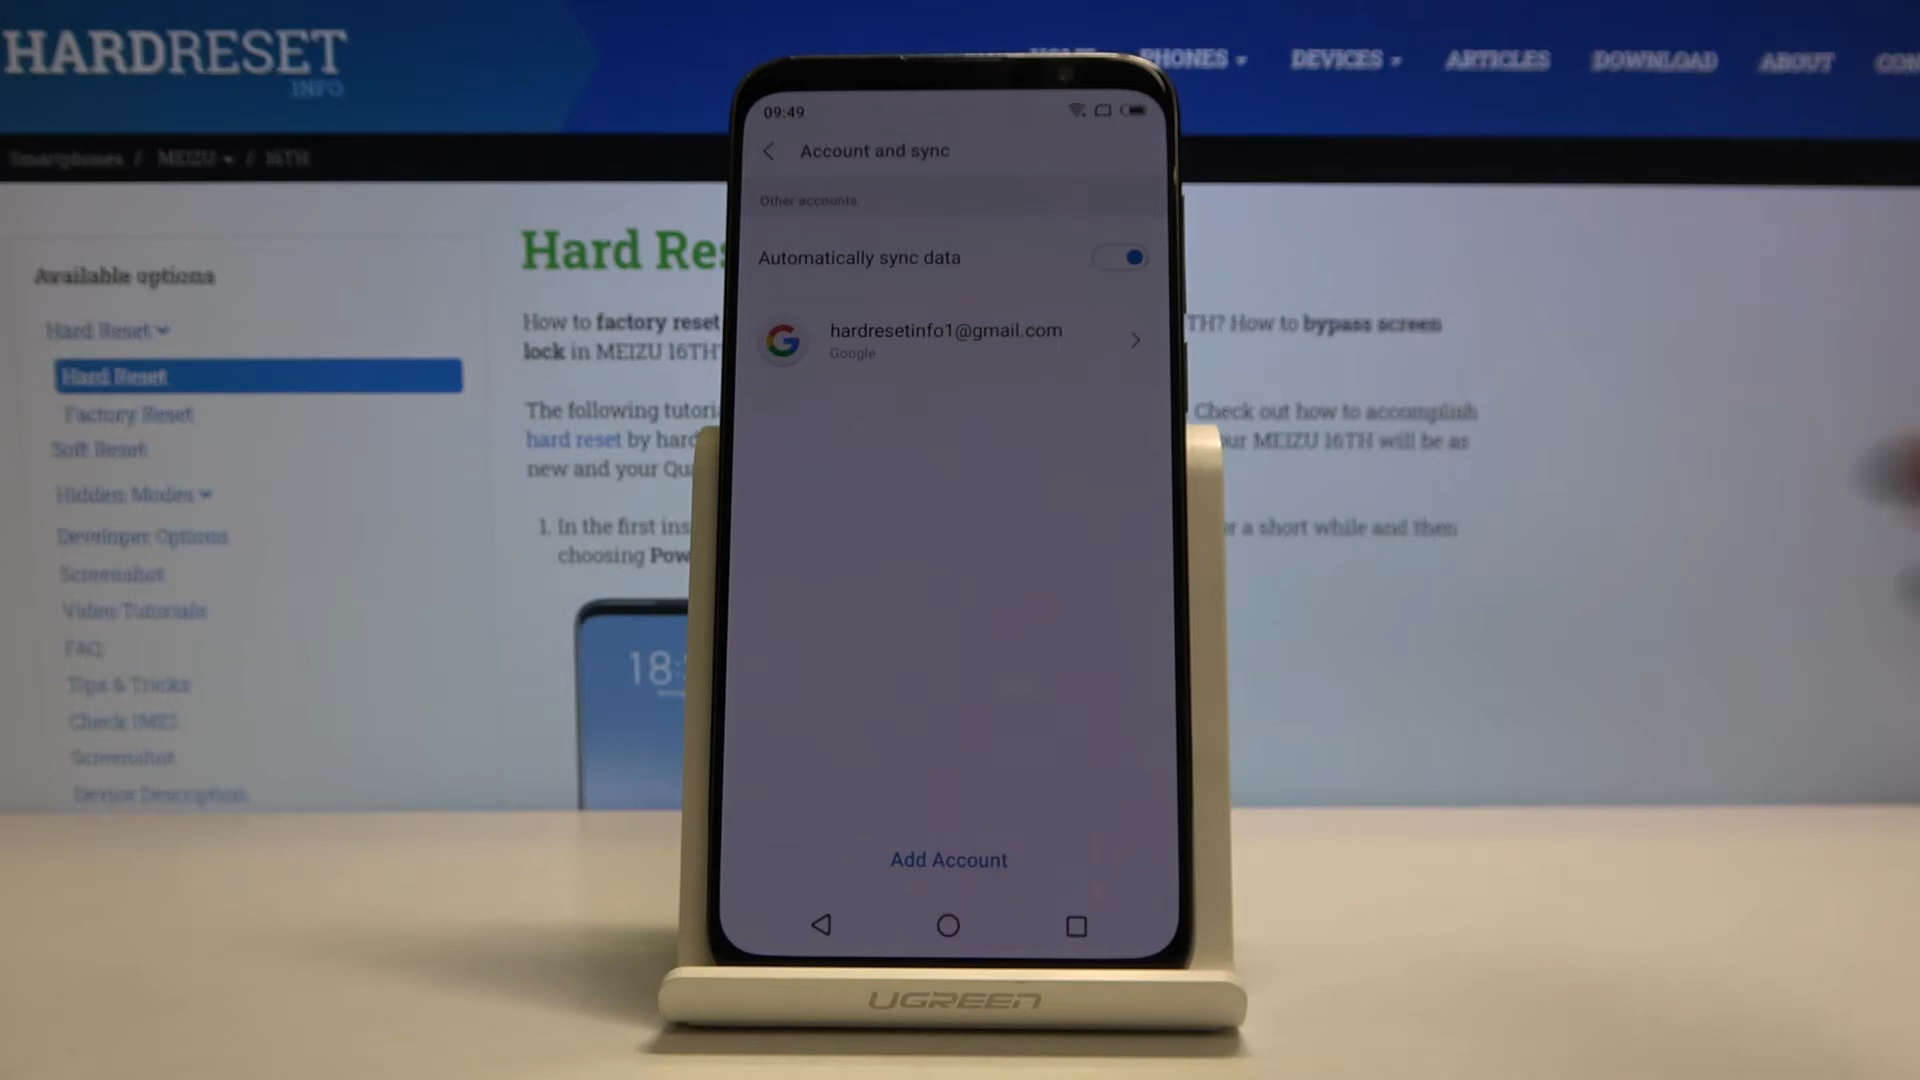 HARDRESET
.INFO
HOME PHONES DEVICES ARTICLES DOWNLOAD ABOUT CON
Smartphones / MEIZU / 16TH
Available options
Hard Reset
Hard Reset
Factory Reset
Soft Reset
Hidden Modes
Developer Options
Screenshot
Video Tutorials
FAQ
Tips & Tricks
Check IMEI
Screenshot
Device Description
Hard Res
How to factory reset TH? How to bypass screen
lock in MEIZU 16TH
The following tutori Check out how to accomplish
hard reset by hard ur MEIZU 16TH will be as
new and your Qu
1. In the first ins r a short while and then
choosing Pow
18:
09:49
Account and sync
Other accounts
Automatically sync data
hardresetinfo1@gmail.com
Google
Add Account
UGREEN